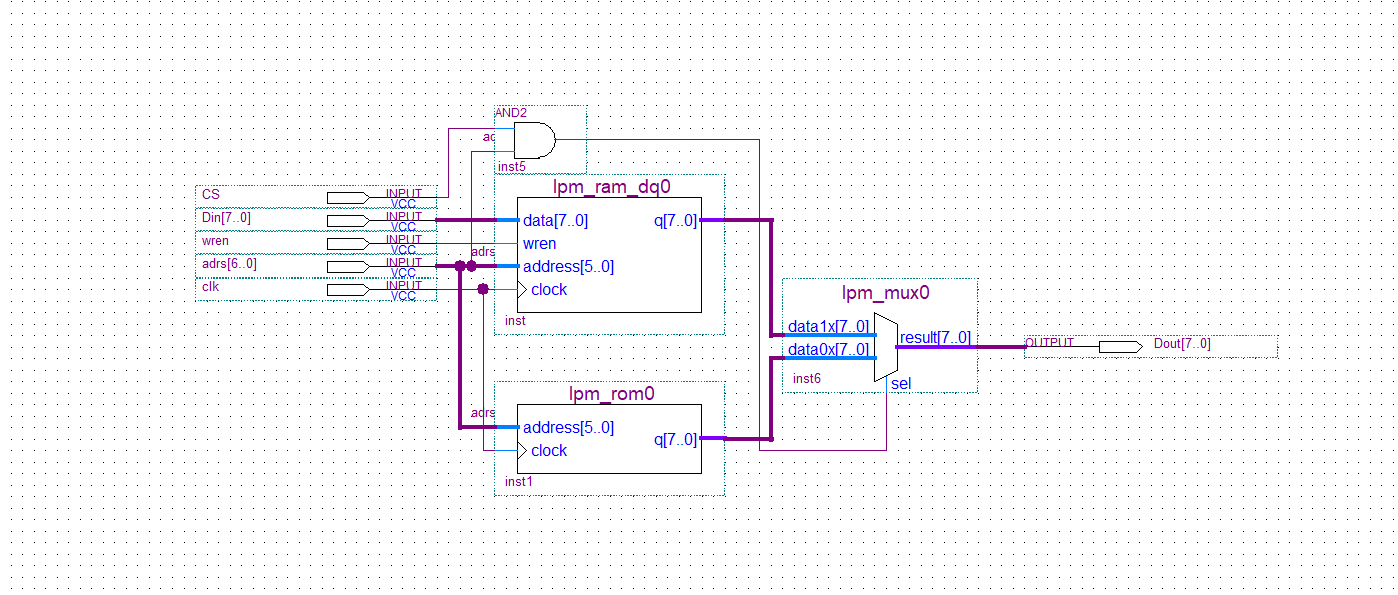 AND2
ad
inst5
CS
INPUT
VCC
Din[7..0]
INPUT
VCC
wren
INPUT
VCC
adrs[6..0]
INPUT
VCC
clk
INPUT
VCC
lpm_ram_dq0
data[7..0]
q[7..0]
wren
adrs
address[5..0]
clock
inst
lpm_mux0
data1x[7..0]
data0x[7..0]
result[7..0]
inst6
sel
OUTPUT
Dout[7..0]
lpm_rom0
adrs
address[5..0]
q[7..0]
clock
inst1